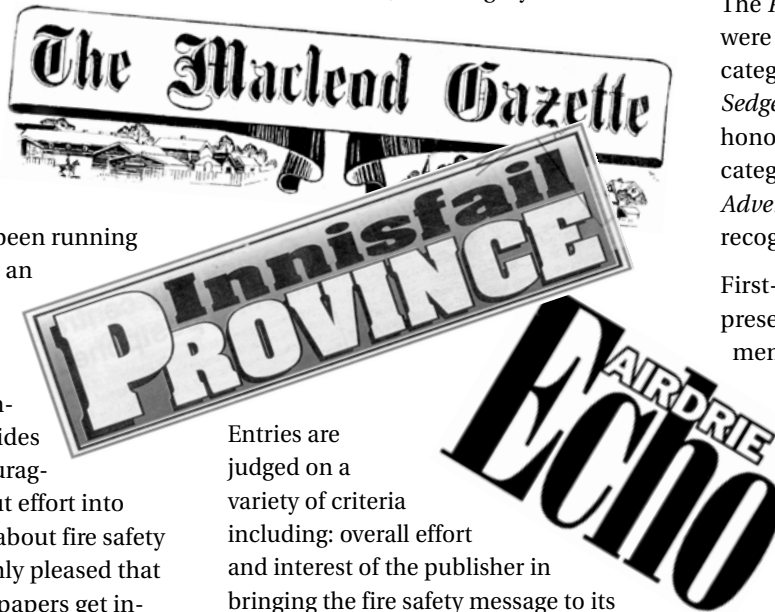 The Macleod Gazette
Innisfail
PROVINCE
AIRDRIE
Echo
been running
an
ides
ut effort into
about fire safety
nly pleased that
papers get in-
Entries are
judged on a
variety of criteria
including: overall effort
and interest of the publisher in
bringing the fire safety message to its
The
were
categ
Sedge
hono
categ
Adve
recog
First-
prese
men